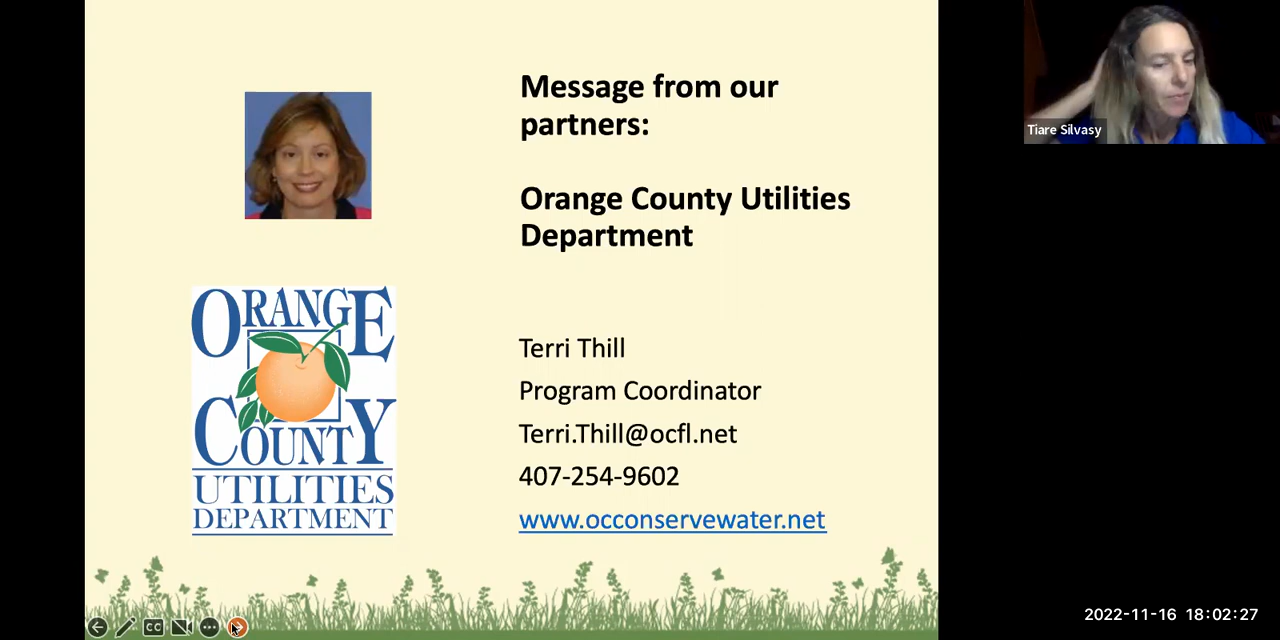 Message from our
partners:
Orange County Utilities
Department
Terri Thill
Program Coordinator
Terri.Thill@ocfl.net
407-254-9602
www.occonservewater.net
ORANGE
COUNTY
UTILITIES
DEPARTMENT
Tiare Silvasy
CC
2022-11-16 18:02:27